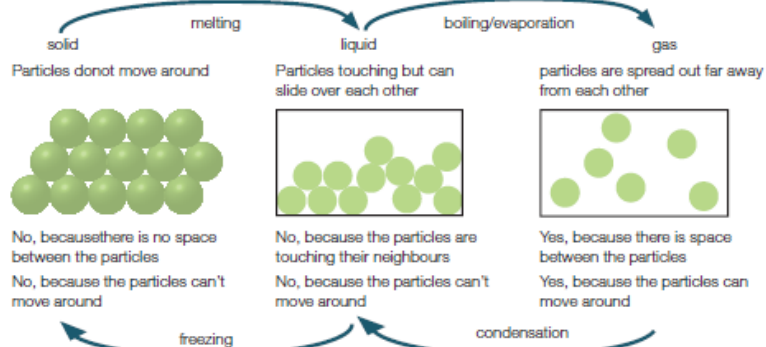 melting
boiling/evaporation
solid
liquid
gas
Particles donot move around
Particles touching but can
slide over each other
particles are spread out far away
from each other
No, becausethere is no space
between the particles
No, because the particles can't
move around
No, because the particles are
touching their neighbours
No, because the particles can't
move around
Yes, because there is space
between the particles
Yes, because the particles can
move around
freezing
condensation